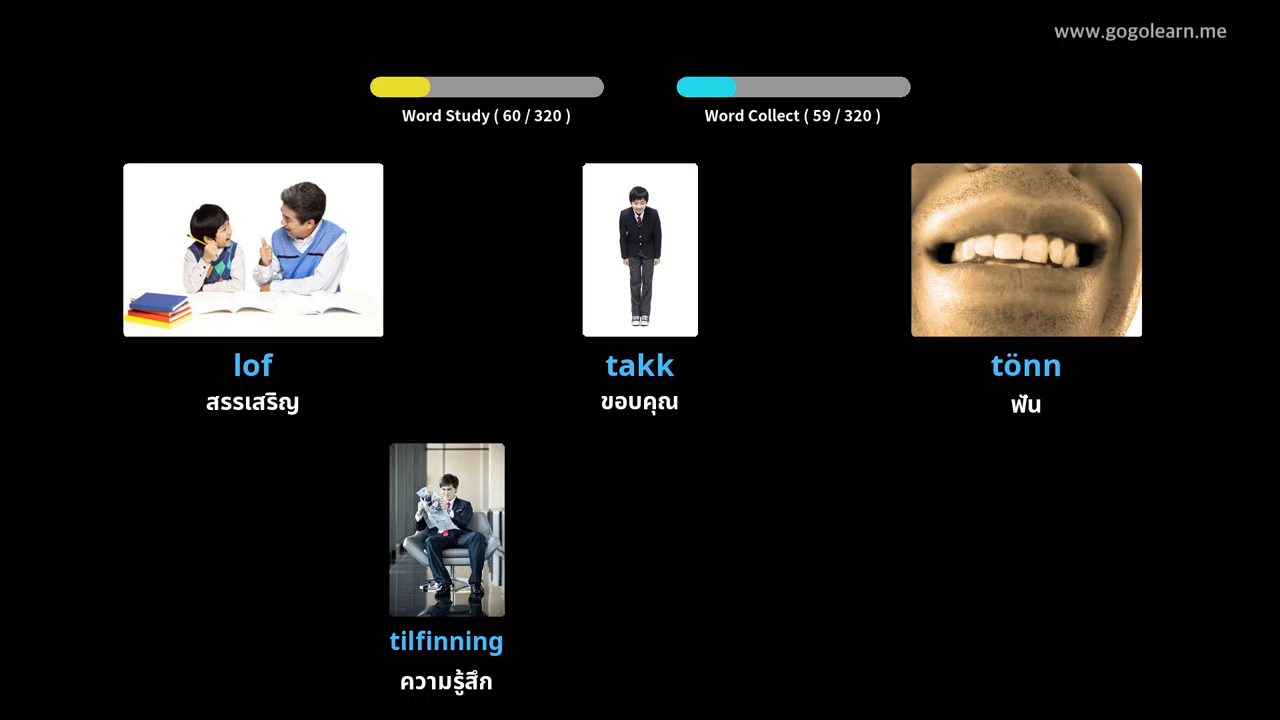 www.gogolearn.me
Word Study ( 60 / 320 )
Word Collect ( 59 / 320 )
lof
สรรเสริญ
takk
ขอบคุณ
tönn
ฟัน
tilfinning
ความรู้สึก